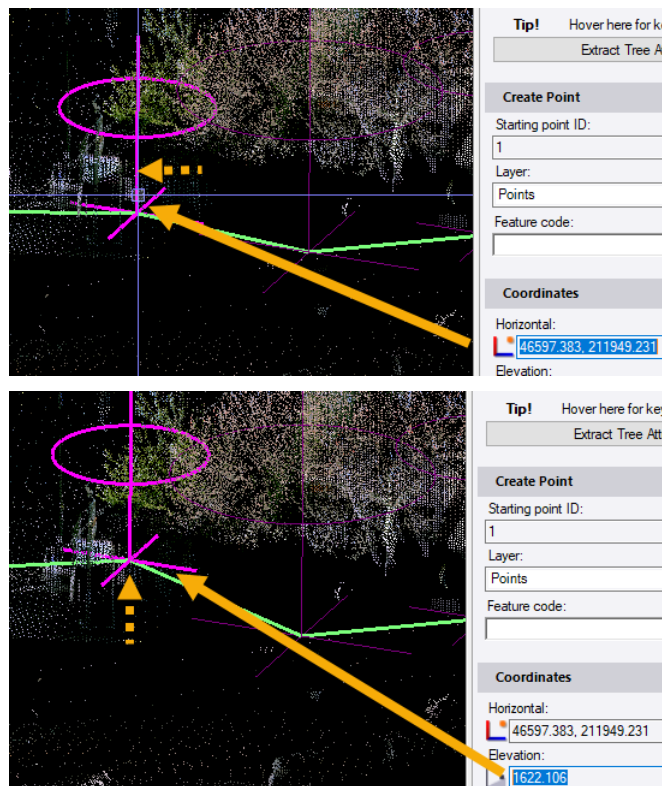 Tip! Hover here for k
Extract Tree A
Create Point
Starting point ID:
1
Layer:
Points
Feature code:
Coordinates
Horizontal:
46597.383, 211949.231
Elevation:
Tip! Hover here for key
Extract Tree Att
Create Point
Starting point ID:
1
Layer:
Points
Feature code:
Coordinates
Horizontal:
46597.383, 211949.231
Elevation:
1622.106